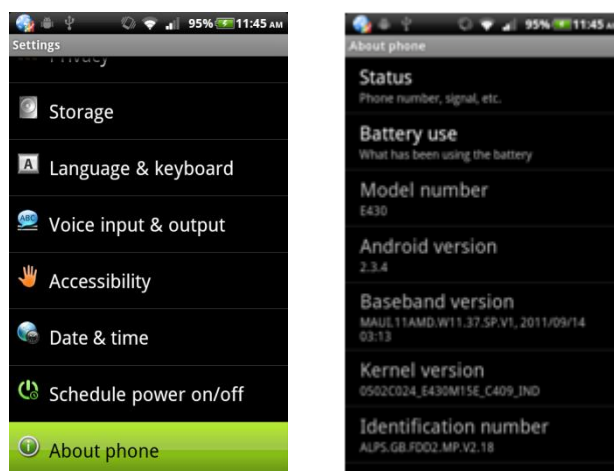 95% 11:45 AM
Settings
Privacy
Storage
A Language & keyboard
ABC Voice input & output
Accessibility
Date & time
Schedule power on/off
About phone
95% 11:45 AM
About phone
Status
Phone number, signal, etc.
Battery use
What has been using the battery
Model number
E430
Android version
2.3.4
Baseband version
MAUI.11AMD.W11.37.SP.V1, 2011/09/14
03:13
Kernel version
0502C024_E430M15E_C409_IND
Identification number
ALPS.GB.FDD2.MP.V2.18